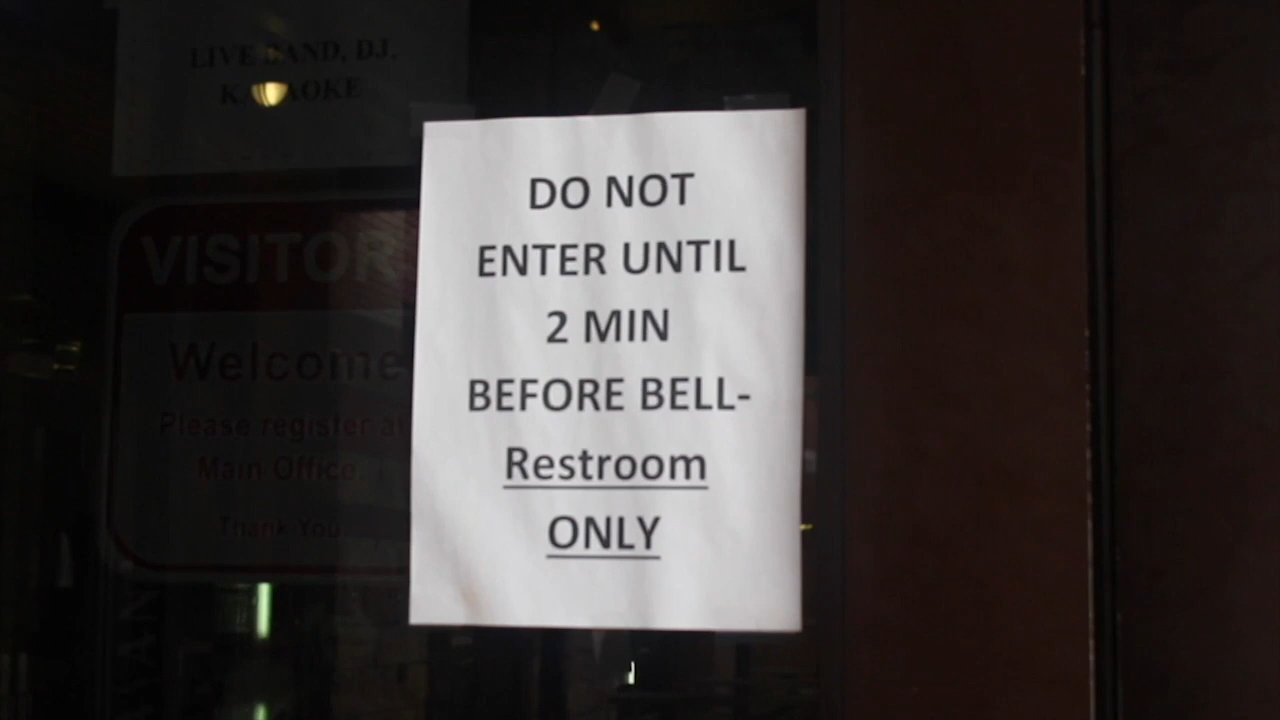 LIVE BAND, DJ,
KARAOKE
VISITOR
Welcome
Please register at
Main Office
Thank You
DO NOT
ENTER UNTIL
2 MIN
BEFORE BELL-
Restroom
ONLY